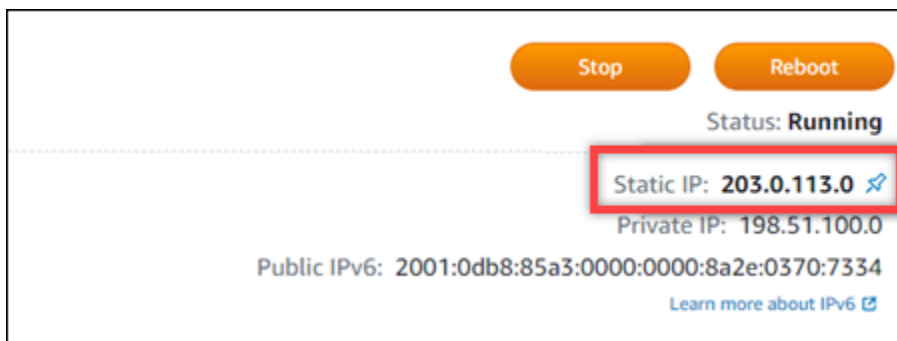 Stop Reboot
Status: Running
Static IP: 203.0.113.0
Private IP: 198.51.100.0
Public IPv6: 2001:0db8:85a3:0000:0000:8a2e:0370:7334
Learn more about IPv6